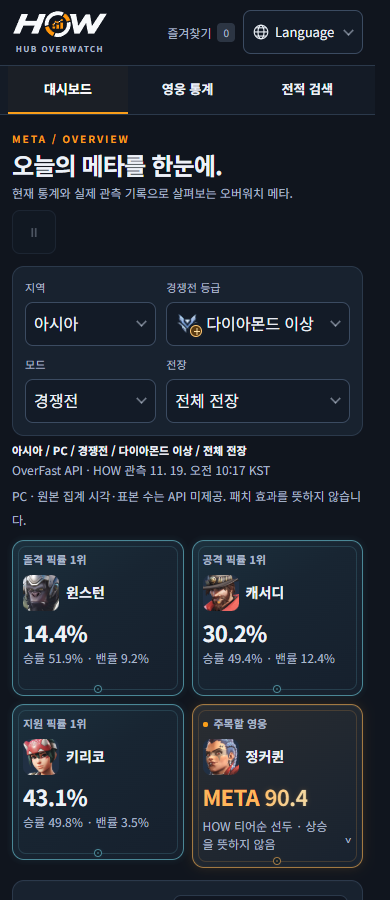 HOW
HUB OVERWATCH
즐겨찾기 0
Language
대시보드 영웅 통계 전적 검색
META / OVERVIEW
오늘의 메타를 한눈에.
현재 통계와 실제 관측 기록으로 살펴보는 오버워치 메타.
지역 경쟁전 등급
아시아 다이아몬드 이상
모드 전장
경쟁전 전체 전장
아시아 / PC / 경쟁전 / 다이아몬드 이상 / 전체 전장
OverFast API · HOW 관측 11. 19. 오전 10:17 KST
PC · 원본 집계 시각·표본 수는 API 미제공. 패치 효과를 뜻하지 않습니
다.
돌격 픽률 1위
윈스턴
14.4%
승률 51.9% · 밴률 9.2%
공격 픽률 1위
캐서디
30.2%
승률 49.4% · 밴률 12.4%
지원 픽률 1위
키리코
43.1%
승률 49.8% · 밴률 3.5%
주목할 영웅
정커퀸
META 90.4
HOW 티어순 선두 · 상승
을 뜻하지 않음